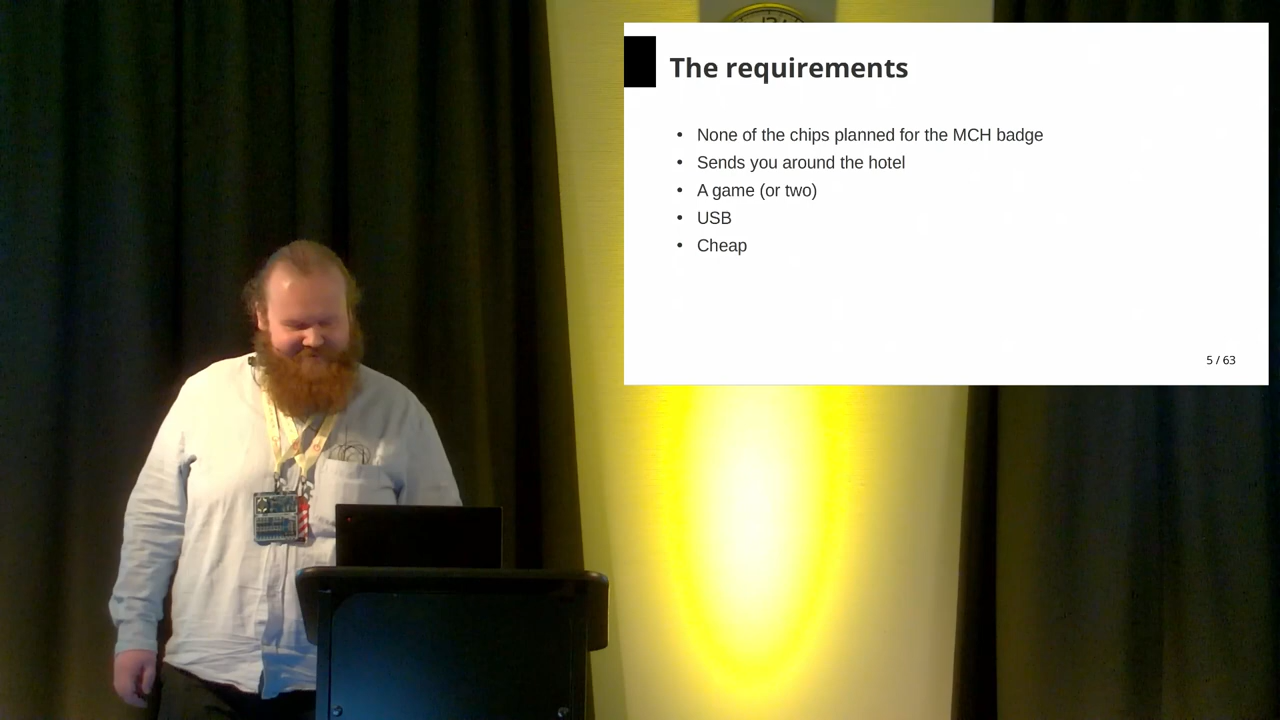 The requirements
• None of the chips planned for the MCH badge
• Sends you around the hotel
• A game (or two)
• USB
• Cheap
5 / 63